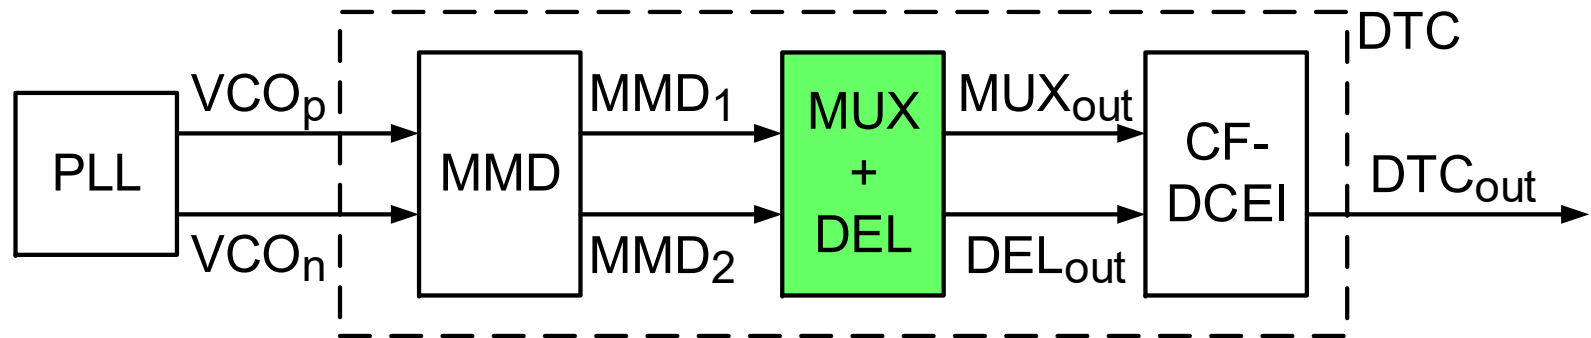 DTC
PLL
VCOp
VCOn
MMD
MMD1
MMD2
MUX
+
DEL
MUXout
DELout
CF-
DCEI
DTCout